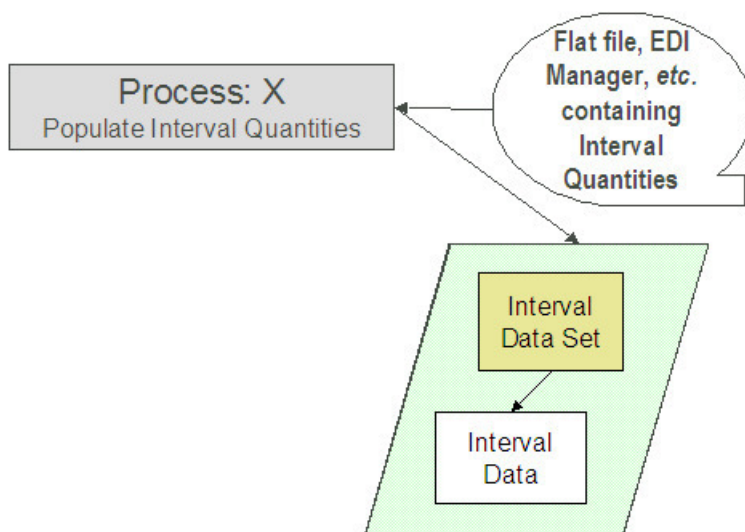 Process: X
Populate Interval Quantities
Flat file, EDI
Manager, etc.
containing
Interval
Quantities
Interval
Data Set
Interval
Data